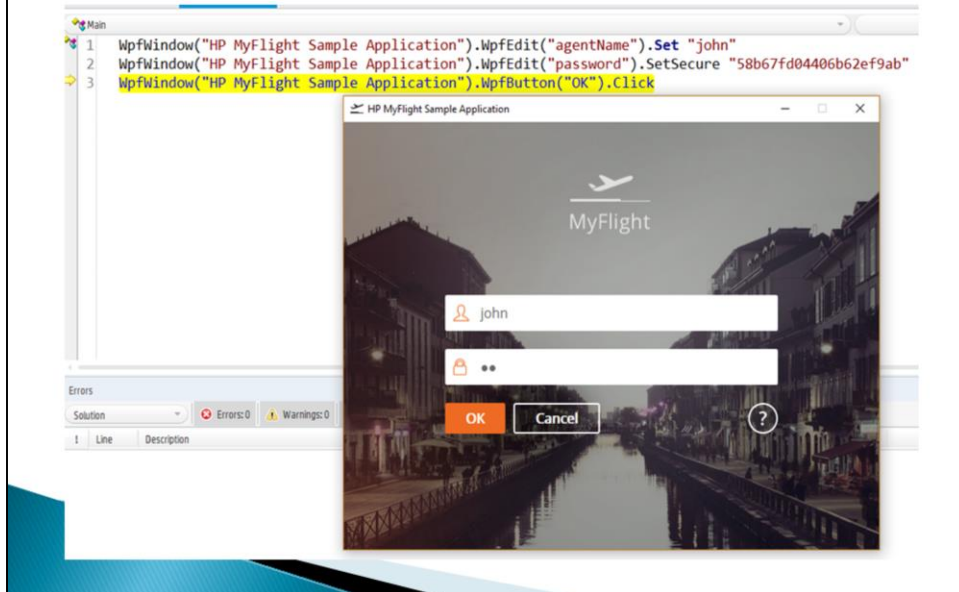 Main
1 WpfWindow("HP MyFlight Sample Application").WpfEdit("agentName").Set "john"
2 WpfWindow("HP MyFlight Sample Application").WpfEdit("password").SetSecure "58b67fd04406b62ef9ab"
3 WpfWindow("HP MyFlight Sample Application").WpfButton("OK").Click
HP MyFlight Sample Application
MyFlight
john
OK Cancel ?
Errors
Solution Errors: 0 Warnings: 0
! Line Description